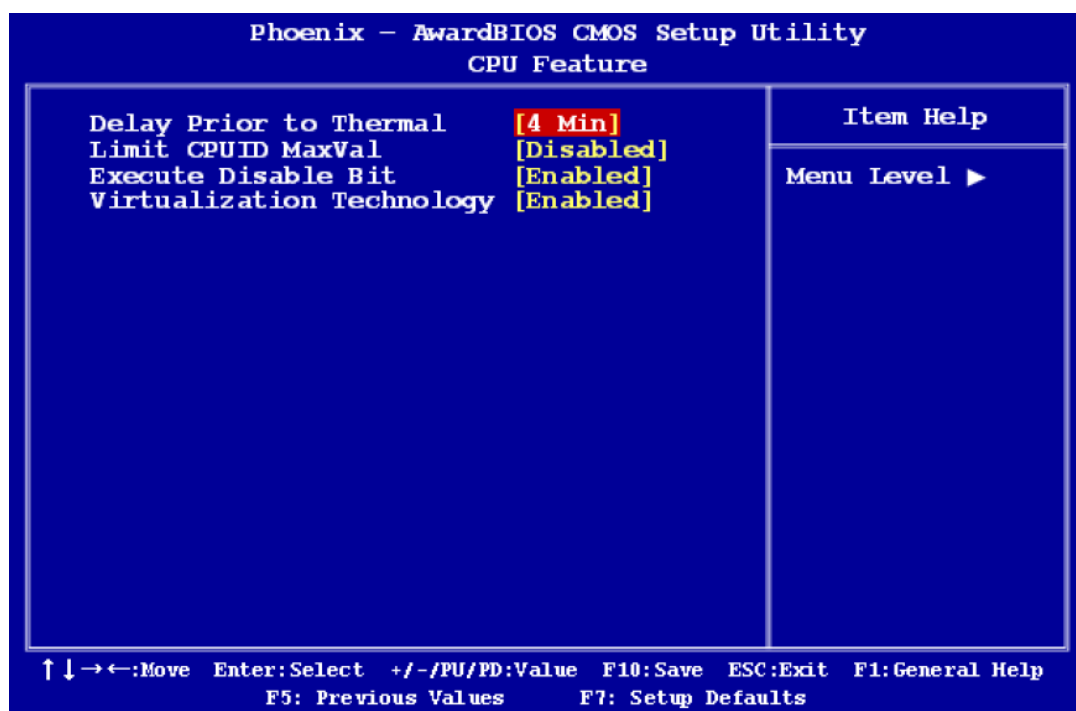 Phoenix - AwardBIOS CMOS Setup Utility
CPU Feature
Delay Prior to Thermal [4 Min]
Limit CPUID MaxVal [Disabled]
Execute Disable Bit [Enabled]
Virtualization Technology [Enabled]
Item Help
Menu Level ▶
↑↓→←:Move Enter:Select +/-/PU/PD:Value F10:Save ESC:Exit F1:General Help
F5: Previous Values F7: Setup Defaults